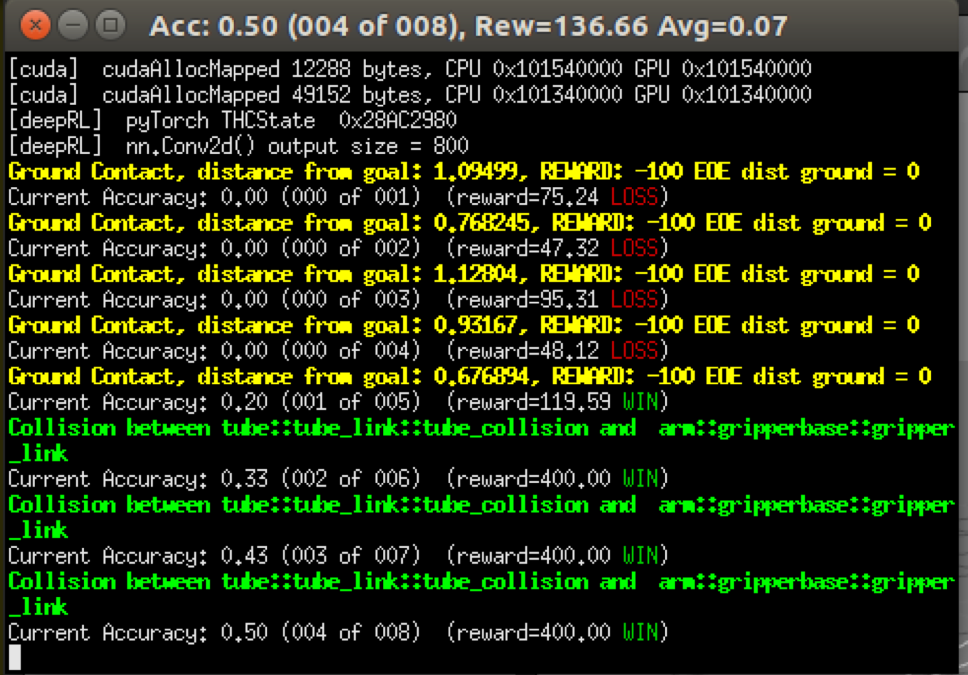 Acc: 0.50 (004 of 008), Rew=136.66 Avg=0.07
[cuda]  cudaAllocMapped 12288 bytes, CPU 0x101540000 GPU 0x101540000
[cuda]  cudaAllocMapped 49152 bytes, CPU 0x101340000 GPU 0x101340000
[deepRL]  pyTorch THCState  0x28AC2980
[deepRL]  nn.Conv2d() output size = 800
Ground Contact, distance from goal: 1.09499, REWARD: -100 EOE dist ground = 0
Current Accuracy: 0.00 (000 of 001)  (reward=75.24 LOSS)
Ground Contact, distance from goal: 0.768245, REWARD: -100 EOE dist ground = 0
Current Accuracy: 0.00 (000 of 002)  (reward=47.32 LOSS)
Ground Contact, distance from goal: 1.12804, REWARD: -100 EOE dist ground = 0
Current Accuracy: 0.00 (000 of 003)  (reward=95.31 LOSS)
Ground Contact, distance from goal: 0.93167, REWARD: -100 EOE dist ground = 0
Current Accuracy: 0.00 (000 of 004)  (reward=48.12 LOSS)
Ground Contact, distance from goal: 0.676894, REWARD: -100 EOE dist ground = 0
Current Accuracy: 0.20 (001 of 005)  (reward=119.59 WIN)
Collision between tube::tube_link::tube_collision and  arm::gripperbase::gripper
_link
Current Accuracy: 0.33 (002 of 006)  (reward=400.00 WIN)
Collision between tube::tube_link::tube_collision and  arm::gripperbase::gripper
_link
Current Accuracy: 0.43 (003 of 007)  (reward=400.00 WIN)
Collision between tube::tube_link::tube_collision and  arm::gripperbase::gripper
_link
Current Accuracy: 0.50 (004 of 008)  (reward=400.00 WIN)